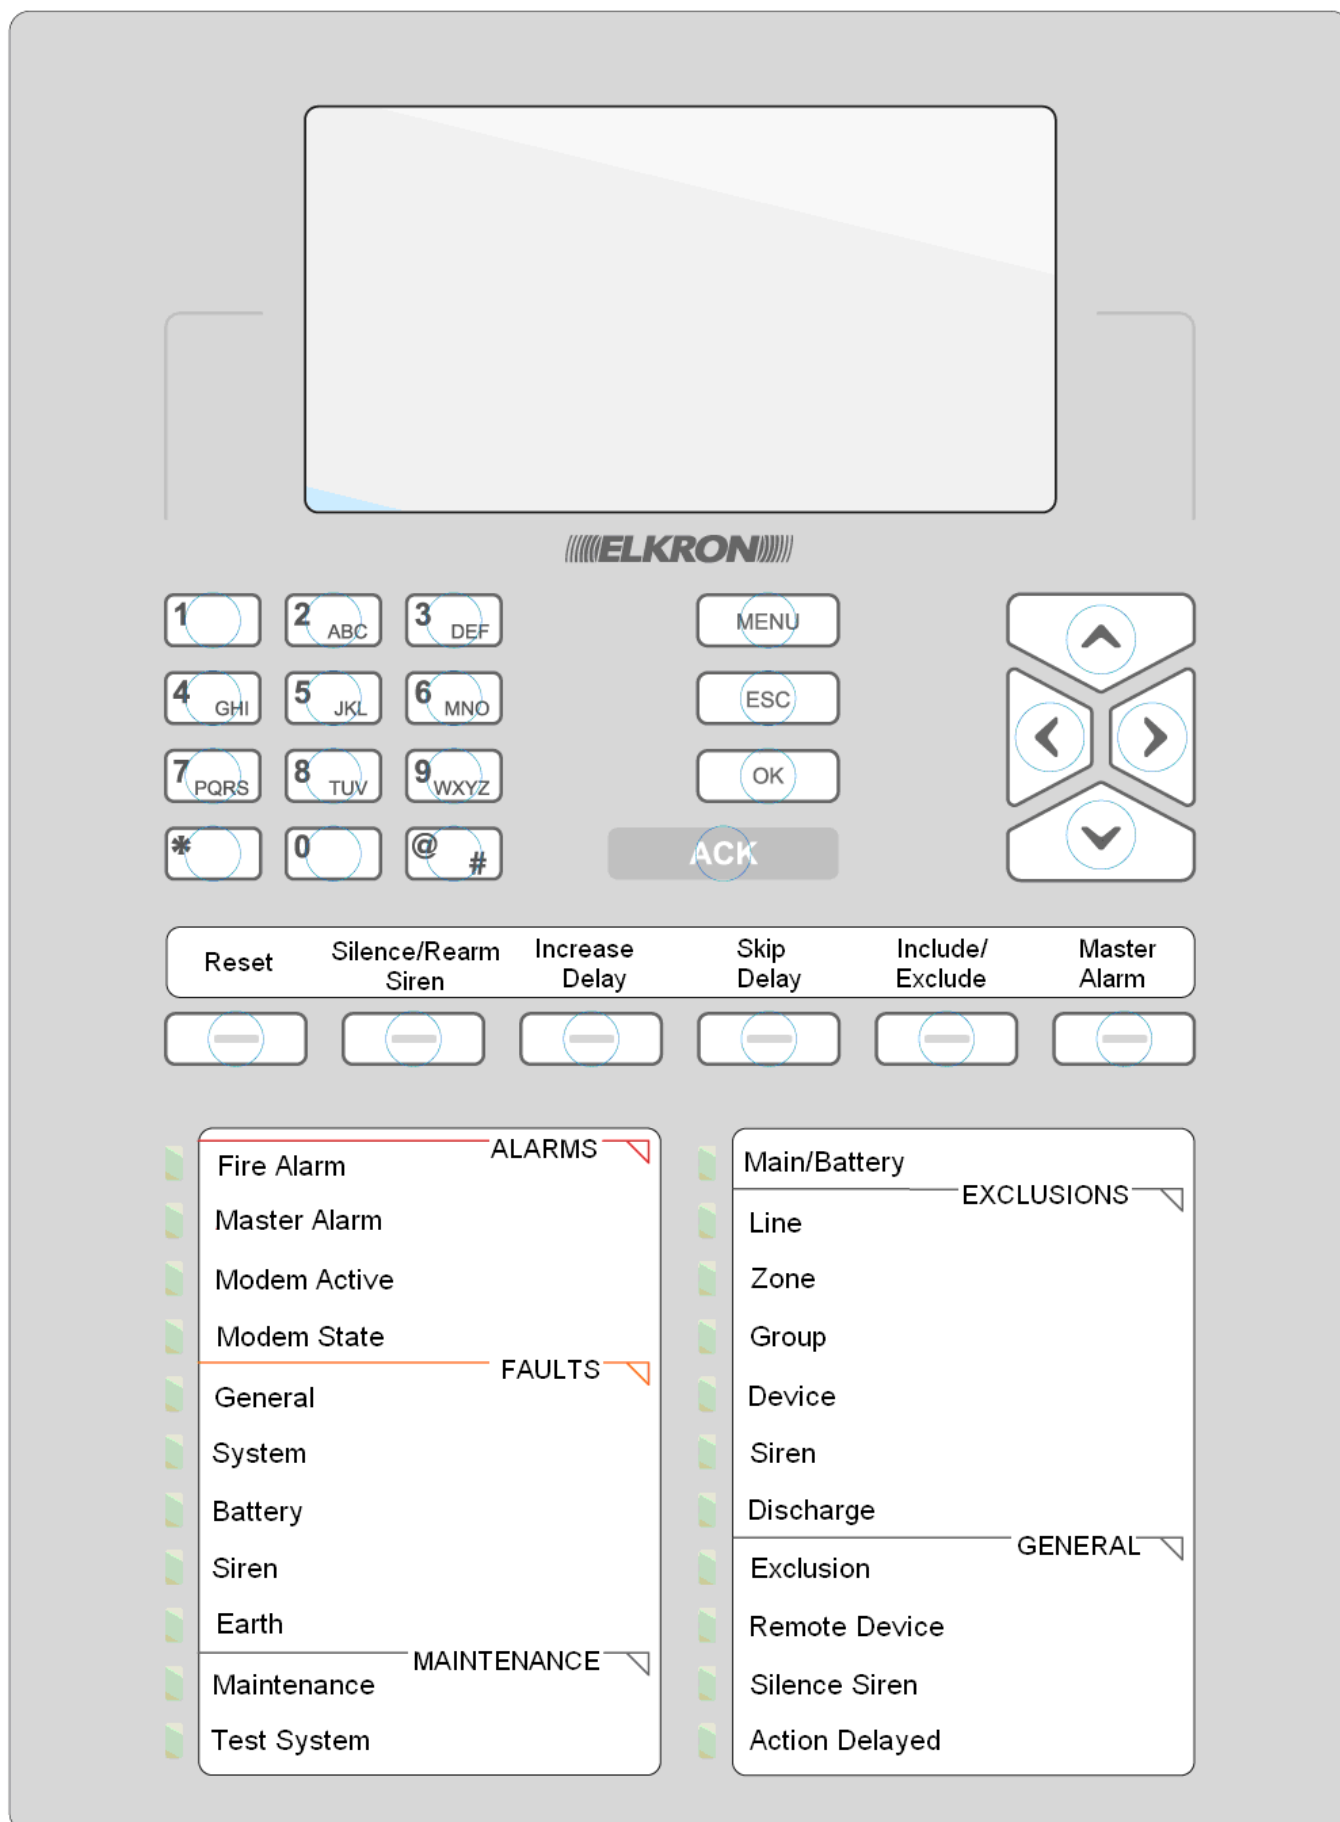 ELKRON
1 2 ABC 3 DEF MENU
4 GHI 5 JKL 6 MNO ESC
7 PQRS 8 TUV 9 WXYZ OK
* 0 @ # ACK
Reset Silence/Rearm Increase Skip Include/ Master
Siren Delay Delay Exclude Alarm
ALARMS
Fire Alarm
Master Alarm
Modem Active
Modem State
FAULTS
General
System
Battery
Siren
Earth
MAINTENANCE
Maintenance
Test System
Main/Battery
EXCLUSIONS
Line
Zone
Group
Device
Siren
Discharge
GENERAL
Exclusion
Remote Device
Silence Siren
Action Delayed